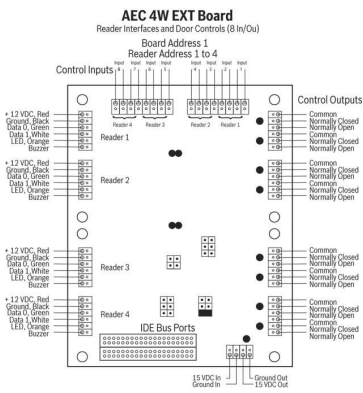 AEC 4W EXT Board
Reader Interfaces and Door Controls (8 In/Ou)
Board Address 1
Reader Address 1 to 4
Control Inputs
Input Input Input Input Input Input Input Input
8 7 6 5 4 3 2 1
Reader 4 Reader 3 Reader 2 Reader 1
Control Outputs
+ 12 VDC, Red
Ground, Black
Data 0, Green
Data 1,White
LED, Orange
Buzzer
Reader 1
Common
Normally Closed
Normally Open
Common
Normally Closed
Normally Open
+ 12 VDC, Red
Ground, Black
Data 0, Green
Data 1,White
LED, Orange
Buzzer
Reader 2
Common
Normally Closed
Normally Open
Common
Normally Closed
Normally Open
+ 12 VDC, Red
Ground, Black
Data 0, Green
Data 1,White
LED, Orange
Buzzer
Reader 3
Common
Normally Closed
Normally Open
Common
Normally Closed
Normally Open
+ 12 VDC, Red
Ground, Black
Data 0, Green
Data 1,White
LED, Orange
Buzzer
Reader 4
Common
Normally Closed
Normally Open
Common
Normally Closed
Normally Open
IDE Bus Ports
15 VDC In
Ground In
Ground Out
15 VDC Out